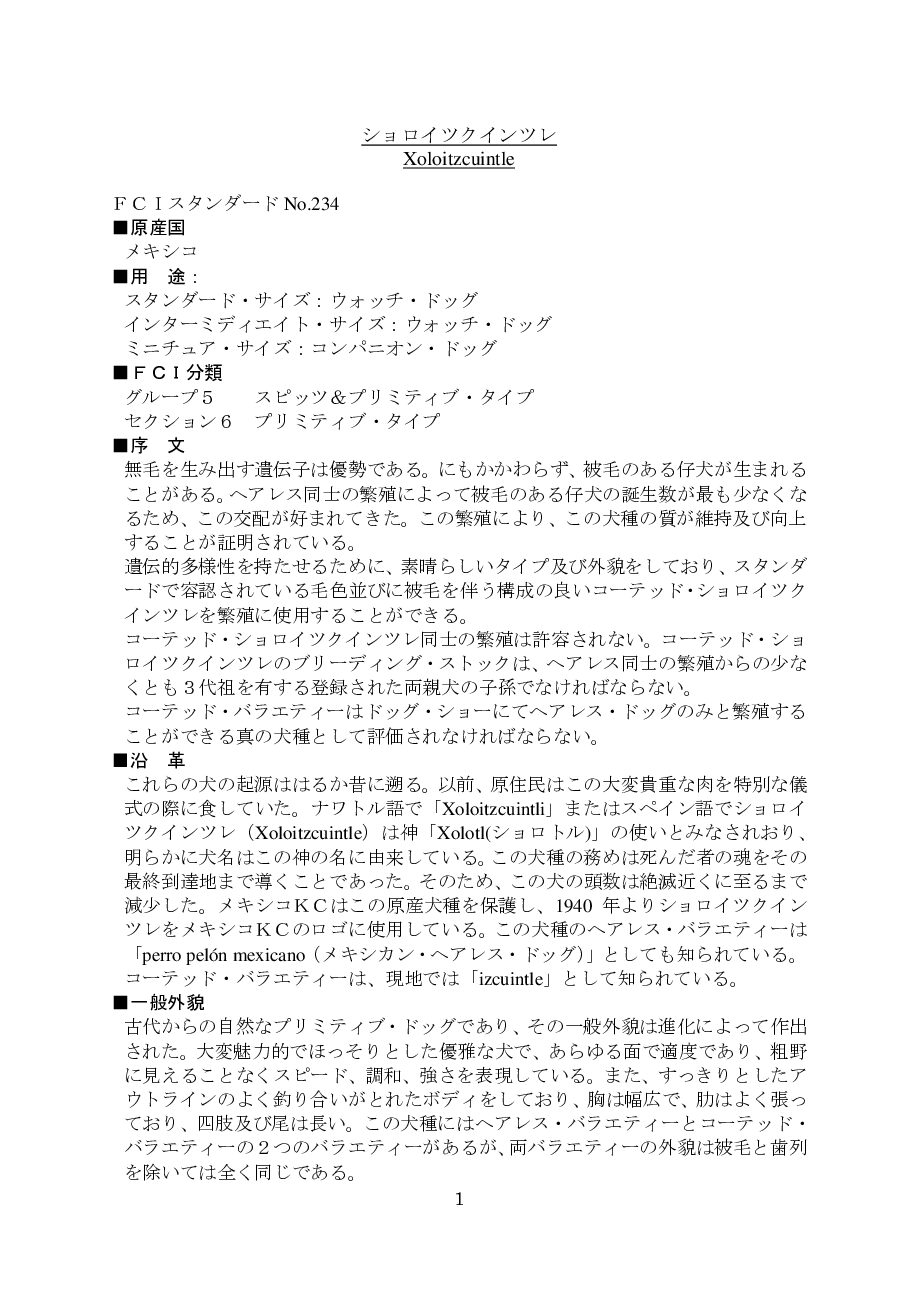 ショロイツクインツレ
Xoloitzcuintle
ＦＣＩスタンダード No.234
■原産国
メキシコ
■用　途：
スタンダード・サイズ：ウォッチ・ドッグ
インターミディエイト・サイズ：ウォッチ・ドッグ
ミニチュア・サイズ：コンパニオン・ドッグ
■ＦＣＩ分類
グループ５　　スピッツ＆プリミティブ・タイプ
セクション６　プリミティブ・タイプ
■序　文
無毛を生み出す遺伝子は優勢である。にもかかわらず、被毛のある仔犬が生まれる
ことがある。ヘアレス同士の繁殖によって被毛のある仔犬の誕生数が最も少なくな
るため、この交配が好まれてきた。この繁殖により、この犬種の質が維持及び向上
することが証明されている。
遺伝的多様性を持たせるために、素晴らしいタイプ及び外貌をしており、スタンダ
ードで容認されている毛色並びに被毛を伴う構成の良いコーテッド・ショロイツク
インツレを繁殖に使用することができる。
コーテッド・ショロイツクインツレ同士の繁殖は許容されない。コーテッド・ショ
ロイツクインツレのブリーディング・ストックは、ヘアレス同士の繁殖からの少な
くとも３代祖を有する登録された両親犬の子孫でなければならない。
コーテッド・バラエティーはドッグ・ショーにてヘアレス・ドッグのみと繁殖する
ことができる真の犬種として評価されなければならない。
■沿　革
これらの犬の起源ははるか昔に遡る。以前、原住民はこの大変貴重な肉を特別な儀
式の際に食していた。ナワトル語で「Xoloitzcuintli」またはスペイン語でショロイ
ツクインツレ（Xoloitzcuintle）は神「Xolotl(ショロトル)」の使いとみなされおり、
明らかに犬名はこの神の名に由来している。この犬種の務めは死んだ者の魂をその
最終到達地まで導くことであった。そのため、この犬の頭数は絶滅近くに至るまで
減少した。メキシコＫＣはこの原産犬種を保護し、1940 年よりショロイツクイン
ツレをメキシコＫＣのロゴに使用している。この犬種のヘアレス・バラエティーは
「perro pelón mexicano（メキシカン・ヘアレス・ドッグ）」としても知られている。
コーテッド・バラエティーは、現地では「izcuintle」として知られている。
■一般外貌
古代からの自然なプリミティブ・ドッグであり、その一般外貌は進化によって作出
された。大変魅力的でほっそりとした優雅な犬で、あらゆる面で適度であり、粗野
に見えることなくスピード、調和、強さを表現している。また、すっきりとしたア
ウトラインのよく釣り合いがとれたボディをしており、胸は幅広で、肋はよく張っ
ており、四肢及び尾は長い。この犬種にはヘアレス・バラエティーとコーテッド・
バラエティーの２つのバラエティーがあるが、両バラエティーの外貌は被毛と歯列
を除いては全く同じである。
1